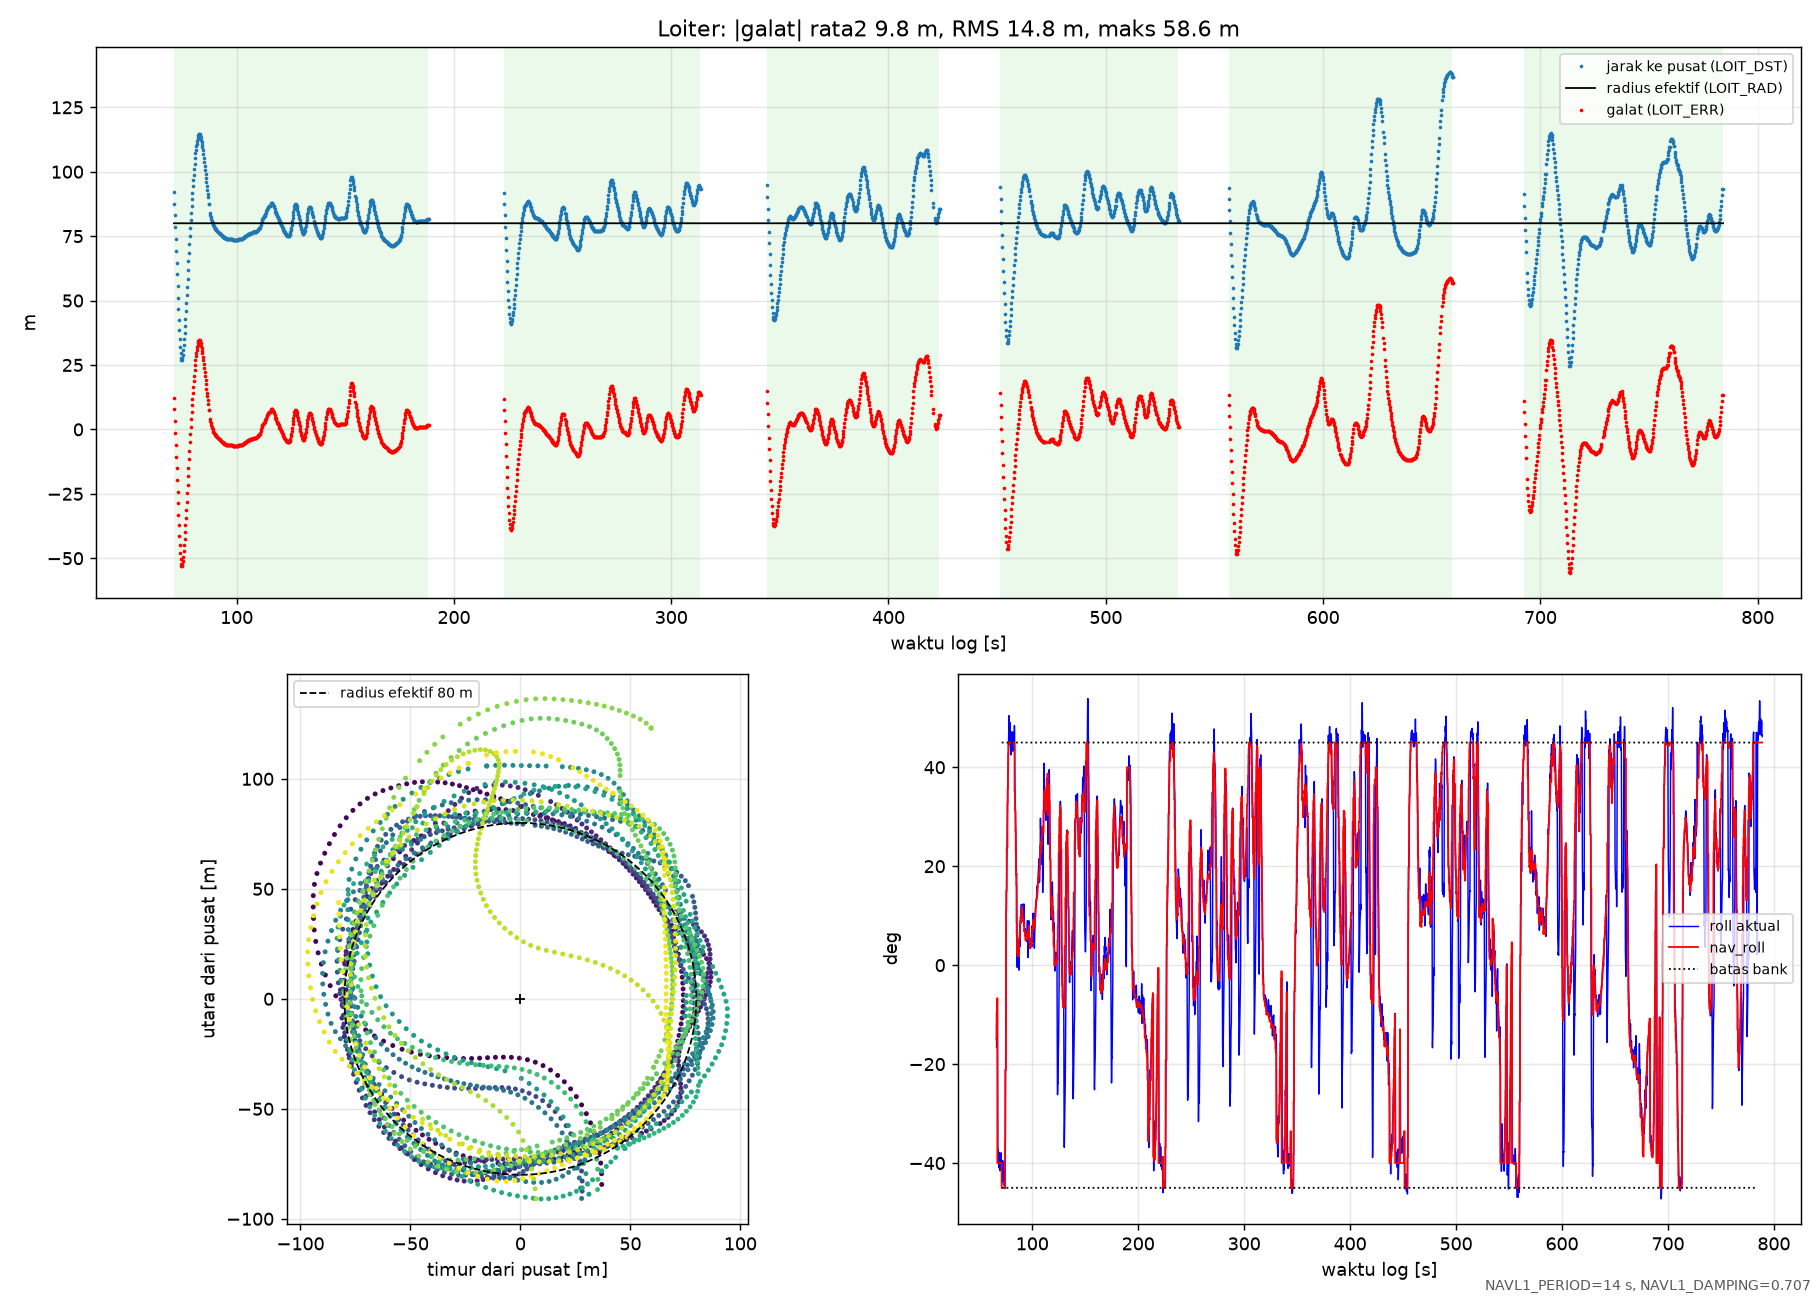 Loiter: |galat| rata2 9.8 m, RMS 14.8 m, maks 58.6 m
jarak ke pusat (LOIT_DST)
radius efektif (LOIT_RAD)
galat (LOIT_ERR)
125
100
75
50
25
0
−25
−50
m
100 200 300 400 500 600 700 800
waktu log [s]
radius efektif 80 m
100
50
0
−50
−100
utara dari pusat [m]
−100 −50 0 50 100
timur dari pusat [m]
40
20
0
−20
−40
deg
roll aktual
nav_roll
batas bank
100 200 300 400 500 600 700 800
waktu log [s]
NAVL1_PERIOD=14 s, NAVL1_DAMPING=0.707